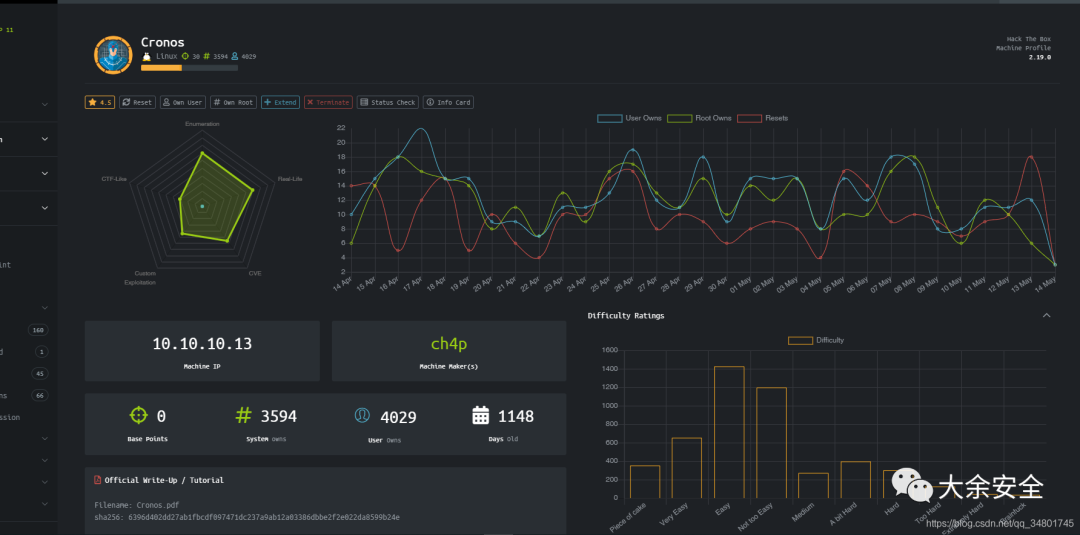 11
Cronos
Linux 30 # 3594 4029
Hack The Box
Machine Profile
2.19.0
4.5 Reset Own User # Own Root Extend Terminate Status Check Info Card
Enumeration
CTF-Like
Real-Life
Custom
Exploitation
CVE
User Owns Root Owns Resets
22
20
18
16
14
12
10
8
6
4
2
14 Apr 15 Apr 16 Apr 17 Apr 18 Apr 19 Apr 20 Apr 21 Apr 22 Apr 23 Apr 24 Apr 25 Apr 26 Apr 27 Apr 28 Apr 29 Apr 30 Apr 01 May 02 May 03 May 04 May 05 May 06 May 07 May 08 May 09 May 10 May 11 May 12 May 13 May 14 May
160
1
45
66
10.10.10.13
Machine IP
ch4p
Machine Maker(s)
0
Base Points
# 3594
System owns
4029
User Owns
1148
Days old
Official Write-Up / Tutorial
Filename: Cronos.pdf
sha256: 6396d402dd27ab1fbcdf097471dc237a9ab12a03386dbbe2f2e022da8599b24e
Difficulty Ratings
Difficulty
1600
1400
1200
1000
800
600
400
200
0
Piece of cake Very Easy Easy Not too Easy Medium A bit Hard Hard Too Hard
大余安全
https://blog.csdn.net/qq_34801745